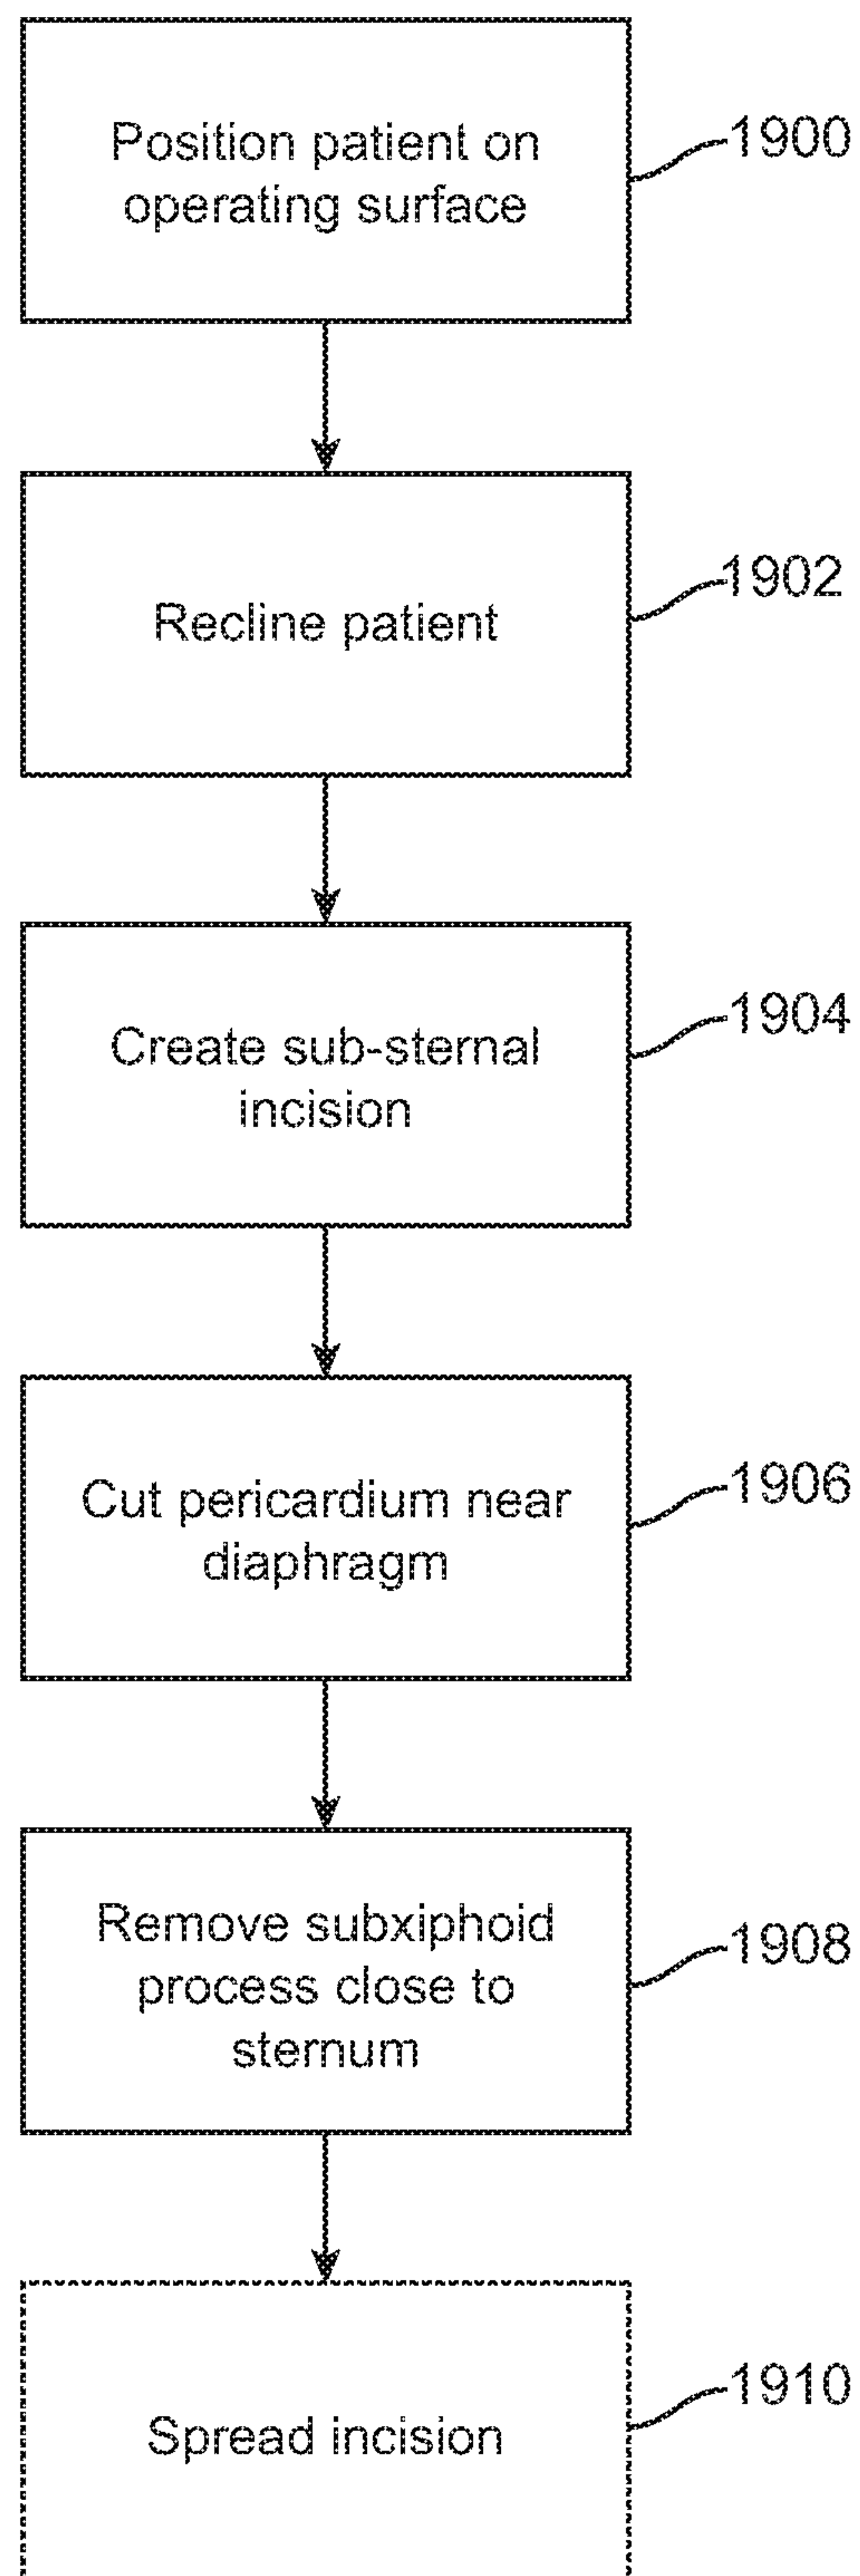 Position patient on
operating surface
1900
Recline patient
1902
Create sub-sternal
incision
1904
Cut pericardium near
diaphragm
1906
Remove subxiphoid
process close to
sternum
1908
Spread incision
1910